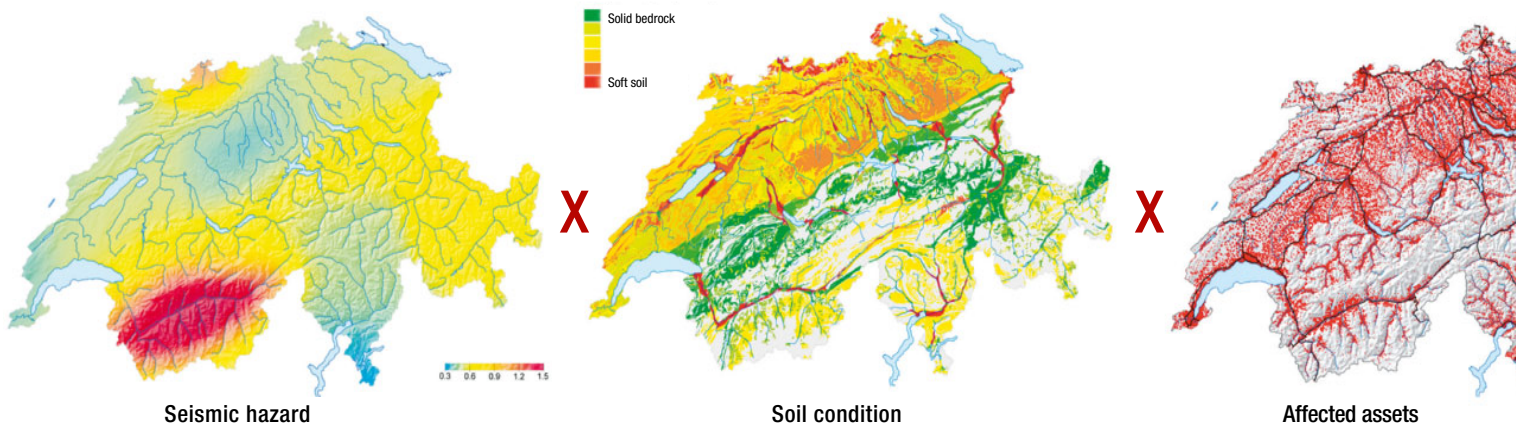 Solid bedrock
Soft soil
X
X
0.3 0.6 0.9 1.2 1.5
Seismic hazard
Soil condition
Affected assets